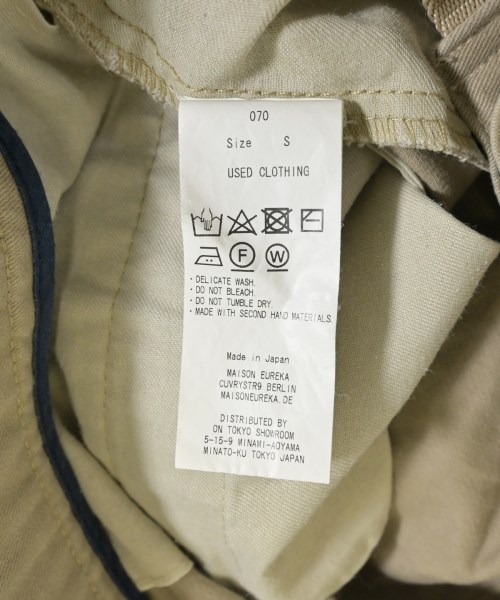 070
Size S
USED CLOTHING
F W
・DELICATE WASH.
・DO NOT BLEACH.
・DO NOT TUMBLE DRY.
・MADE WITH SECOND HAND MATERIALS.
Made in Japan
MAISON EUREKA
CUVRYSTR9 BERLIN
MAISONEUREKA.DE
DISTRIBUTED BY
ON TOKYO SHOWROOM
5-15-9 MINAMI-AOYAMA
MINATO-KU TOKYO JAPAN